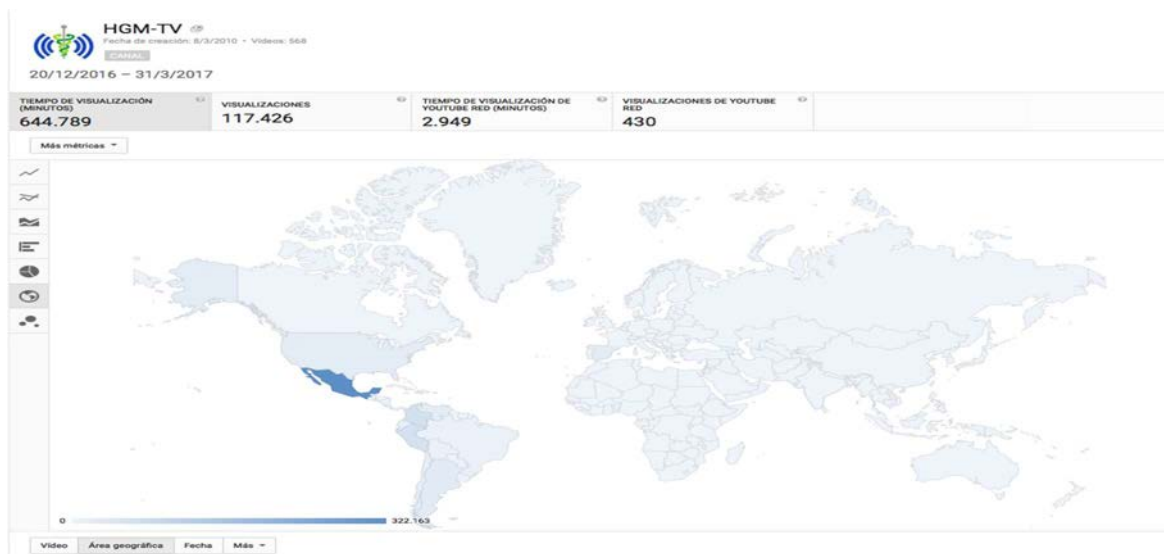 HGM-TV
Fecha de creación: 8/3/2010 • Vídeos: 568
CANAL
20/12/2016 – 31/3/2017
TIEMPO DE VISUALIZACIÓN (MINUTOS)
644.789
VISUALIZACIONES
117.426
TIEMPO DE VISUALIZACIÓN DE YOUTUBE RED (MINUTOS)
2.949
VISUALIZACIONES DE YOUTUBE RED
430
Más métricas
0
322.163
Vídeo
Área geográfica
Fecha
Más